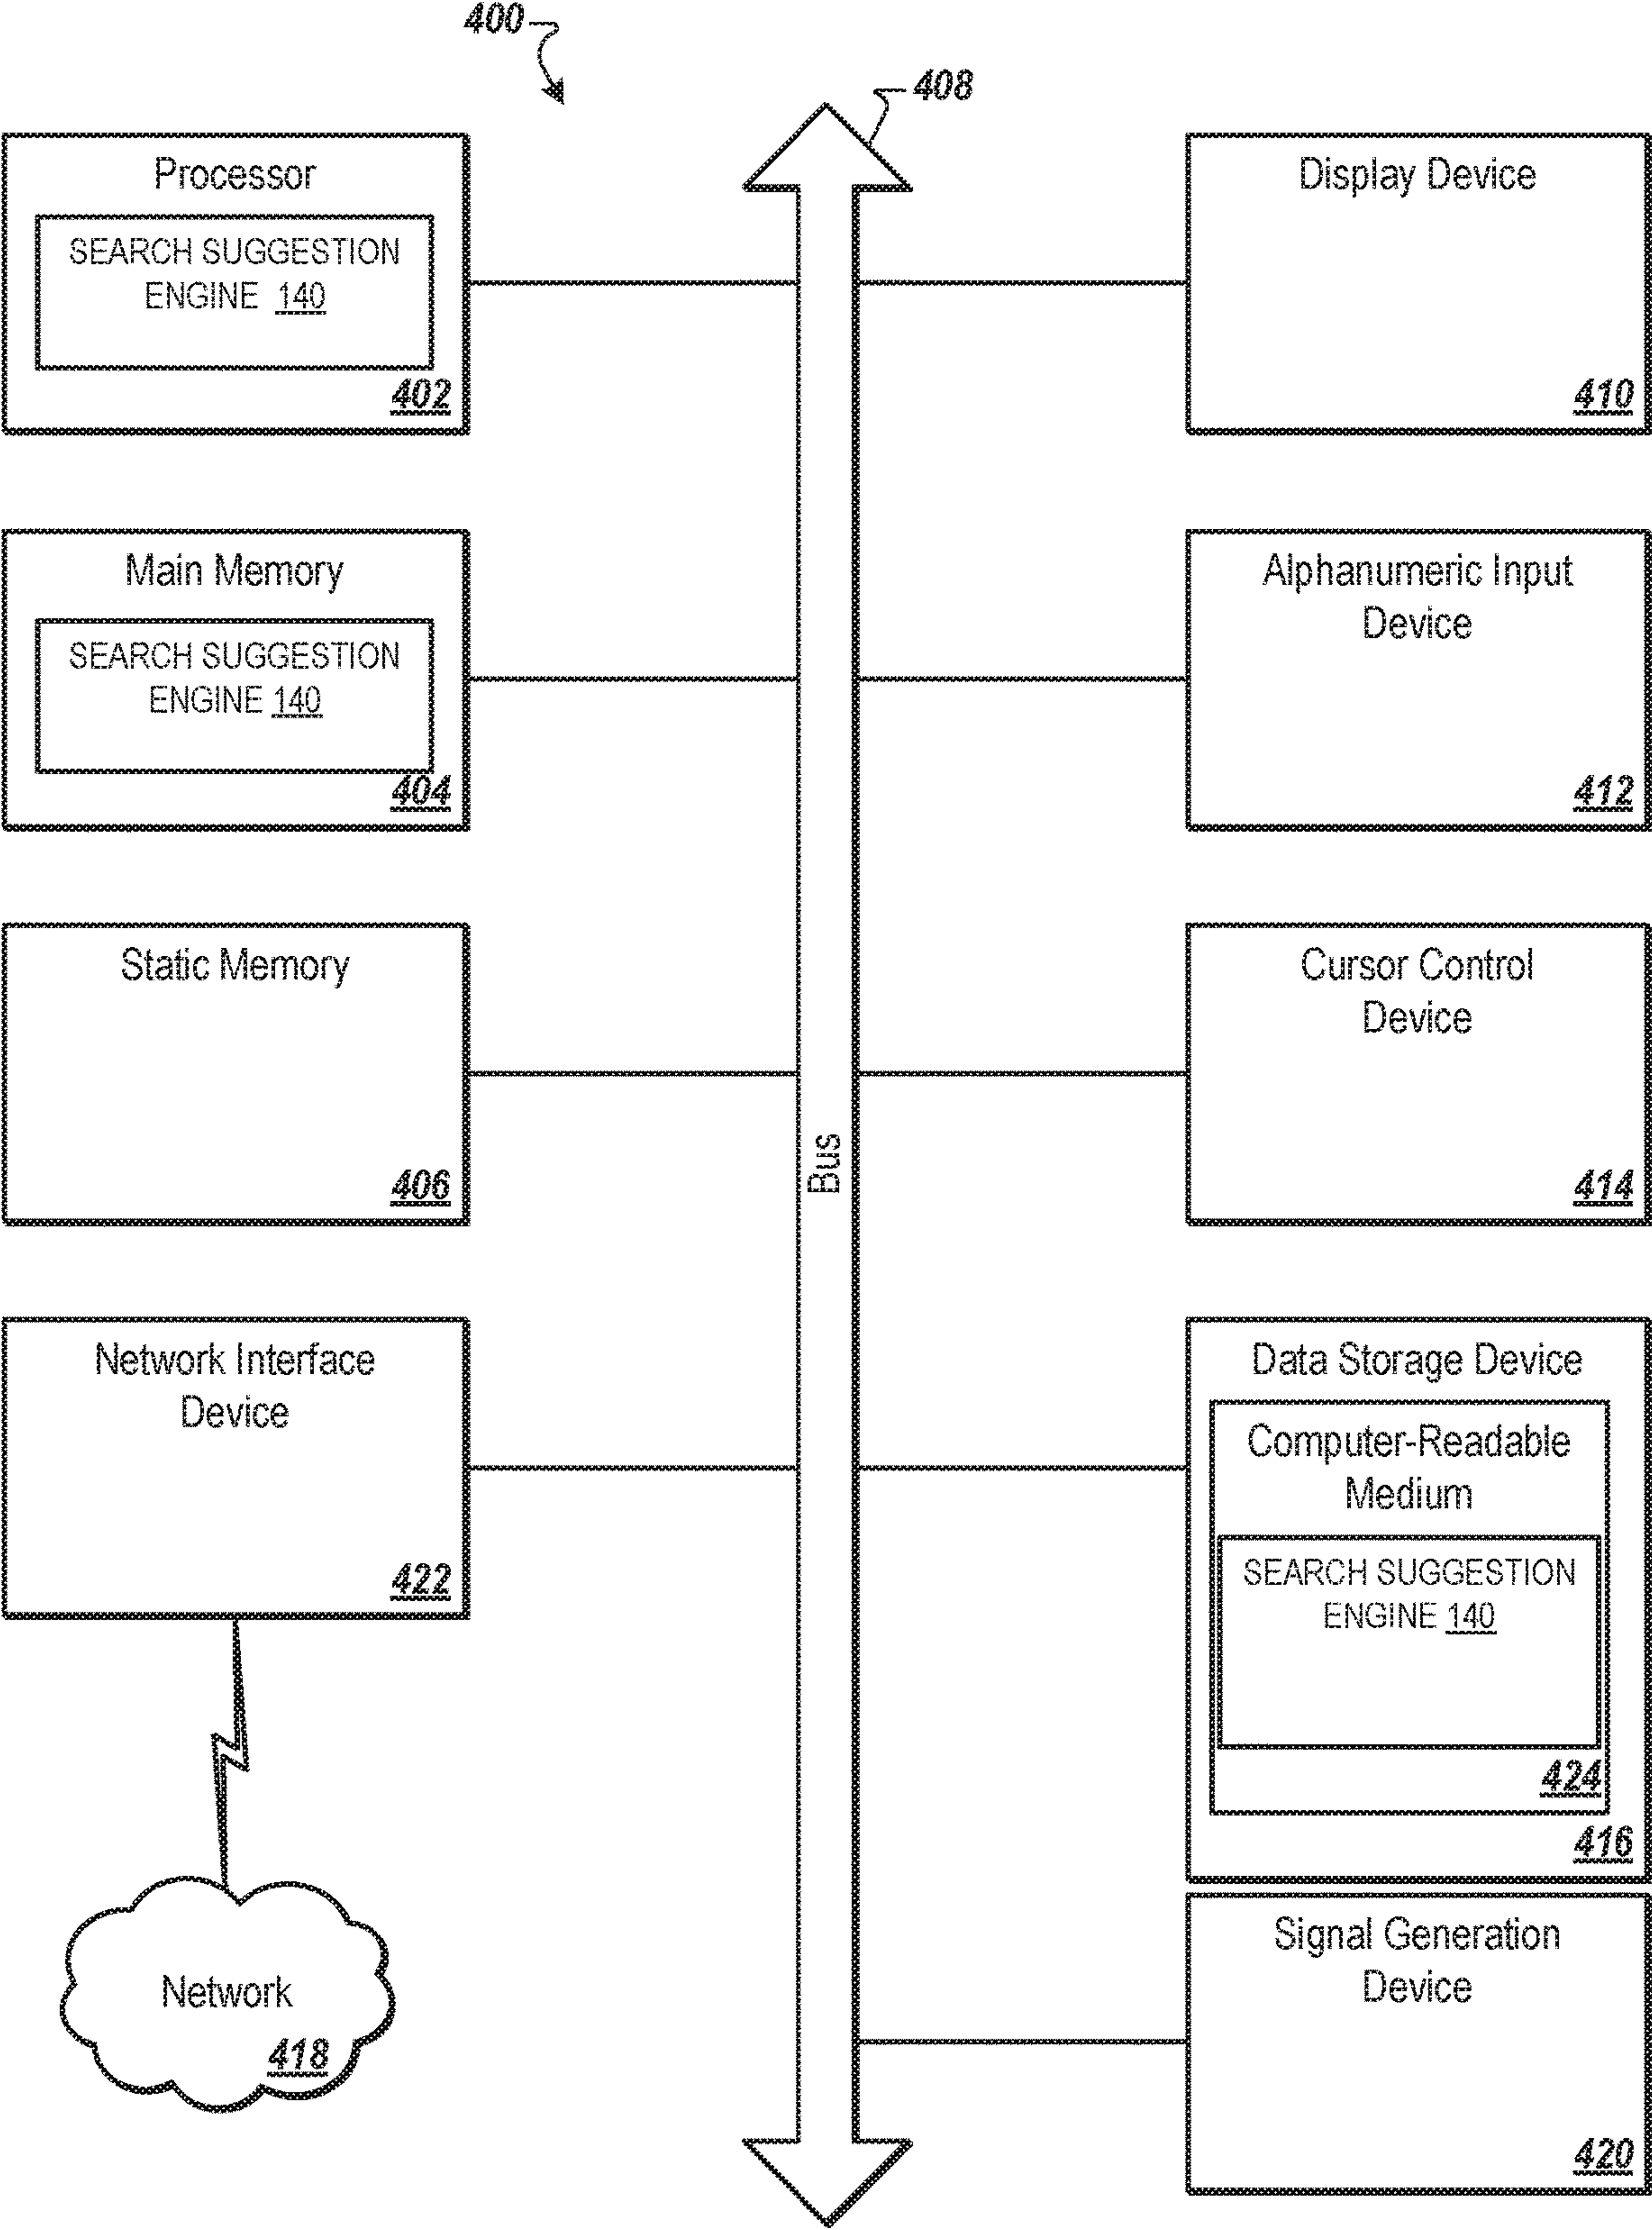 400
408
Processor
SEARCH SUGGESTION
ENGINE 140
402
Display Device
410
Main Memory
SEARCH SUGGESTION
ENGINE 140
404
Alphanumeric Input
Device
412
Static Memory
406
Cursor Control
Device
414
Bus
Network Interface
Device
422
Data Storage Device
Computer-Readable
Medium
SEARCH SUGGESTION
ENGINE 140
424
416
Network
418
Signal Generation
Device
420